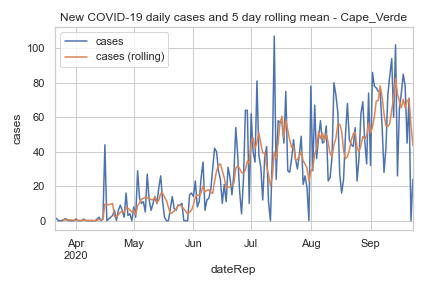 New COVID-19 daily cases and 5 day rolling mean - Cape_Verde
cases
cases (rolling)
100
80
60
40
20
0
cases
Apr
2020
May
Jun
Jul
Aug
Sep
dateRep